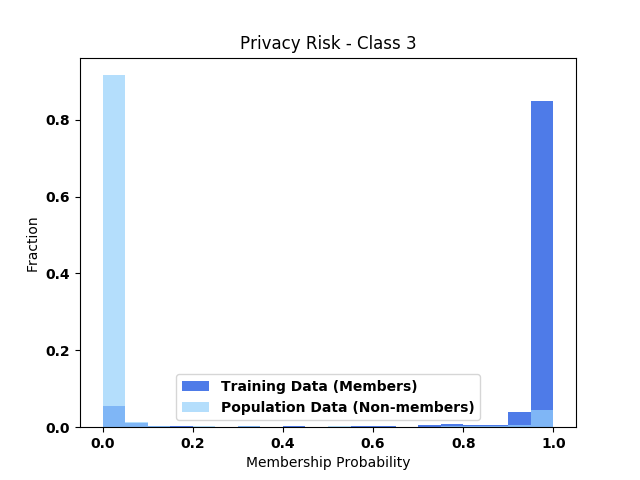 Privacy Risk - Class 3
Fraction
0.8
0.6
0.4
0.2
0.0
Training Data (Members)
Population Data (Non-members)
0.0 0.2 0.4 0.6 0.8 1.0
Membership Probability